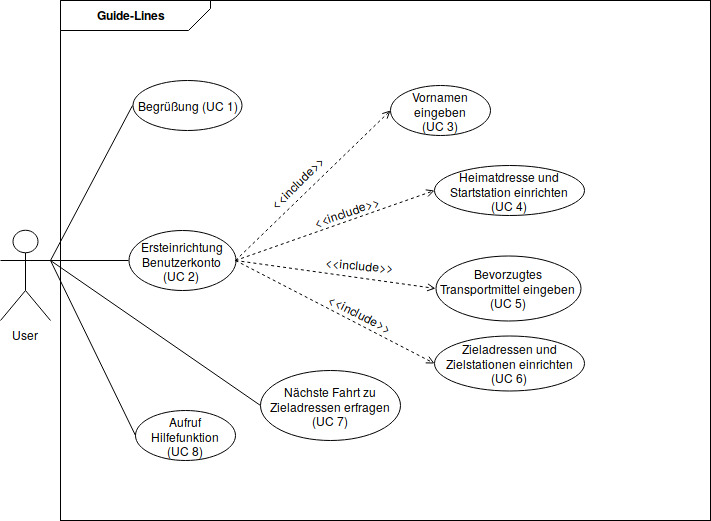 Guide-Lines
Begrüßung (UC 1)
Vornamen
eingeben
(UC 3)
<<include>>
Heimatdresse und
Startstation einrichten
(UC 4)
<<include>>
Ersteinrichtung
Benutzerkonto
(UC 2)
<<include>>
Bevorzugtes
Transportmittel eingeben
(UC 5)
<<include>>
User
Zieladressen und
Zielstationen einrichten
(UC 6)
Nächste Fahrt zu
Zieladressen erfragen
(UC 7)
Aufruf
Hilfefunktion
(UC 8)